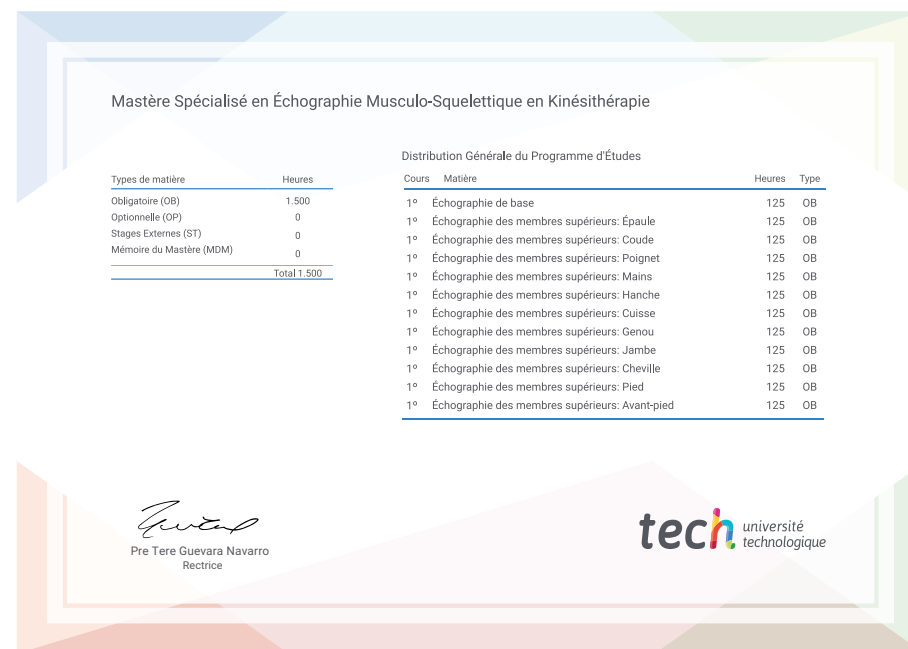 Mastère Spécialisé en Échographie Musculo-Squelettique en Kinésithérapie
Types de matière Heures
Obligatoire (OB) 1.500
Optionnelle (OP) 0
Stages Externes (ST) 0
Mémoire du Mastère (MDM) 0
Total 1.500
Distribution Générale du Programme d'Études
Cours Matière Heures Type
1º Échographie de base 125 OB
1º Échographie des membres supérieurs: Épaule 125 OB
1º Échographie des membres supérieurs: Coude 125 OB
1º Échographie des membres supérieurs: Poignet 125 OB
1º Échographie des membres supérieurs: Mains 125 OB
1º Échographie des membres supérieurs: Hanche 125 OB
1º Échographie des membres supérieurs: Cuisse 125 OB
1º Échographie des membres supérieurs: Genou 125 OB
1º Échographie des membres supérieurs: Jambe 125 OB
1º Échographie des membres supérieurs: Cheville 125 OB
1º Échographie des membres supérieurs: Pied 125 OB
1º Échographie des membres supérieurs: Avant-pied 125 OB
Pre Tere Guevara Navarro
Rectrice
tech université
technologique